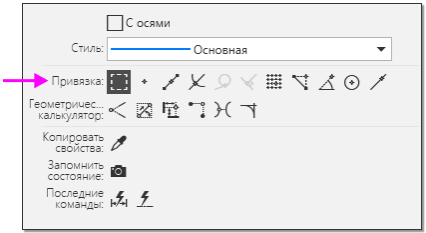 С осями
Стиль: Основная
Привязка:
Геометричес...
калькулятор:
Копировать
свойства:
Запомнить
состояние:
Последние
команды: